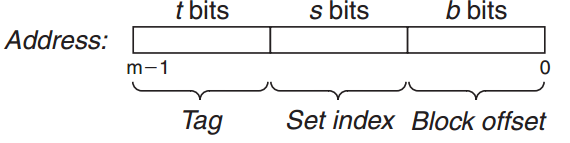 t bits s bits b bits
Address:
m−1 0
Tag Set index Block offset